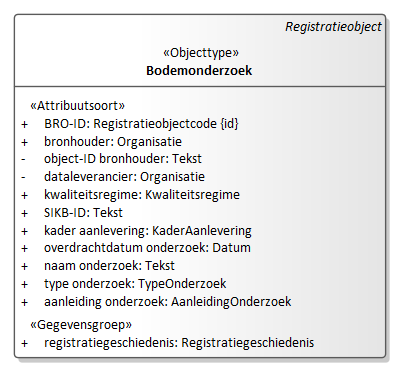 Registratieobject
«Objecttype»
Bodemonderzoek
«Attribuutsoort»
+ BRO-ID: Registratieobjectcode {id}
+ bronhouder: Organisatie
- object-ID bronhouder: Tekst
- dataleverancier: Organisatie
+ kwaliteitsregime: Kwaliteitsregime
+ SIKB-ID: Tekst
+ kader aanlevering: KaderAanlevering
+ overdrachtdatum onderzoek: Datum
+ naam onderzoek: Tekst
+ type onderzoek: TypeOnderzoek
+ aanleiding onderzoek: AanleidingOnderzoek
«Gegevensgroep»
+ registratiegeschiedenis: Registratiegeschiedenis